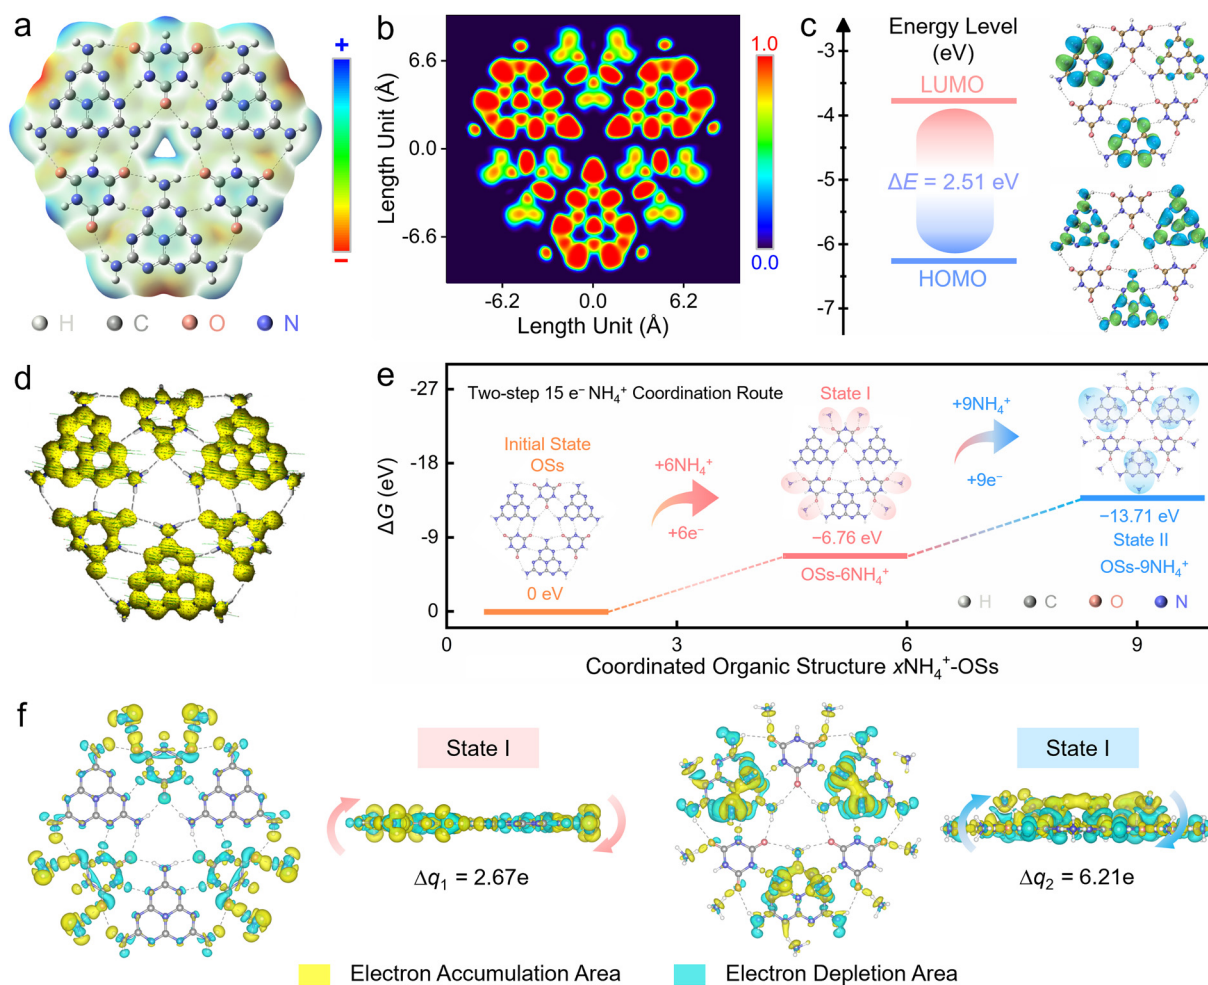 a
+
−
H C O N
b
Length Unit (Å)
6.6
0.0
-6.6
-6.2 0.0 6.2
Length Unit (Å)
1.0
0.0
c
Energy Level
(eV)
-3
-4
-5
-6
-7
LUMO
ΔE = 2.51 eV
HOMO
d
e
ΔG (eV)
-27
-18
-9
0
Two-step 15 e⁻ NH₄⁺ Coordination Route
Initial State
OSs
0 eV
+6NH₄⁺
+6e⁻
State I
−6.76 eV
OSs-6NH₄⁺
+9NH₄⁺
+9e⁻
−13.71 eV
State II
OSs-9NH₄⁺
H C O N
0 3 6 9
Coordinated Organic Structure xNH₄⁺-OSs
f
State I
Δq₁ = 2.67e
State I
Δq₂ = 6.21e
Electron Accumulation Area
Electron Depletion Area